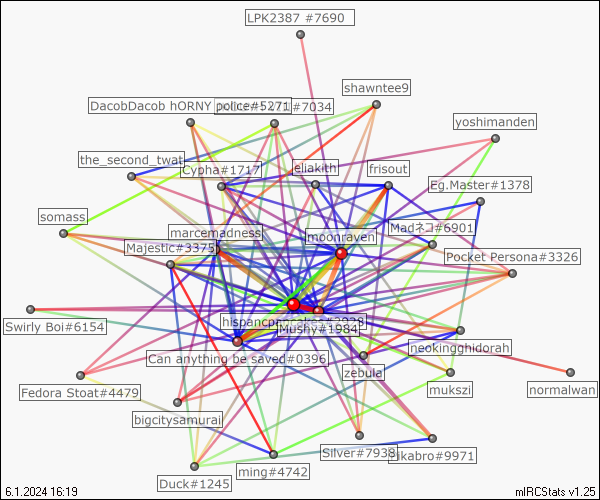 LPK2387 #7690
shawntee9
DacobDacob hORNY police#5271
#7034
yoshimanden
the_second_twat
Cypha#1717
eliakith
frisout
Eg.Master#1378
somass
marcemadness
moonraven
Madネコ#6901
Majestic#3375
Pocket Persona#3326
Swirly Boi#6154
Mushy#1984
Can anything be saved#0396
neokingghidorah
zebula
Fedora Stoat#4479
mukszi
normalwan
bigcitysamurai
Silver#7938
ikabro#9971
Duck#1245
ming#4742
6.1.2024 16:19
mIRCStats v1.25